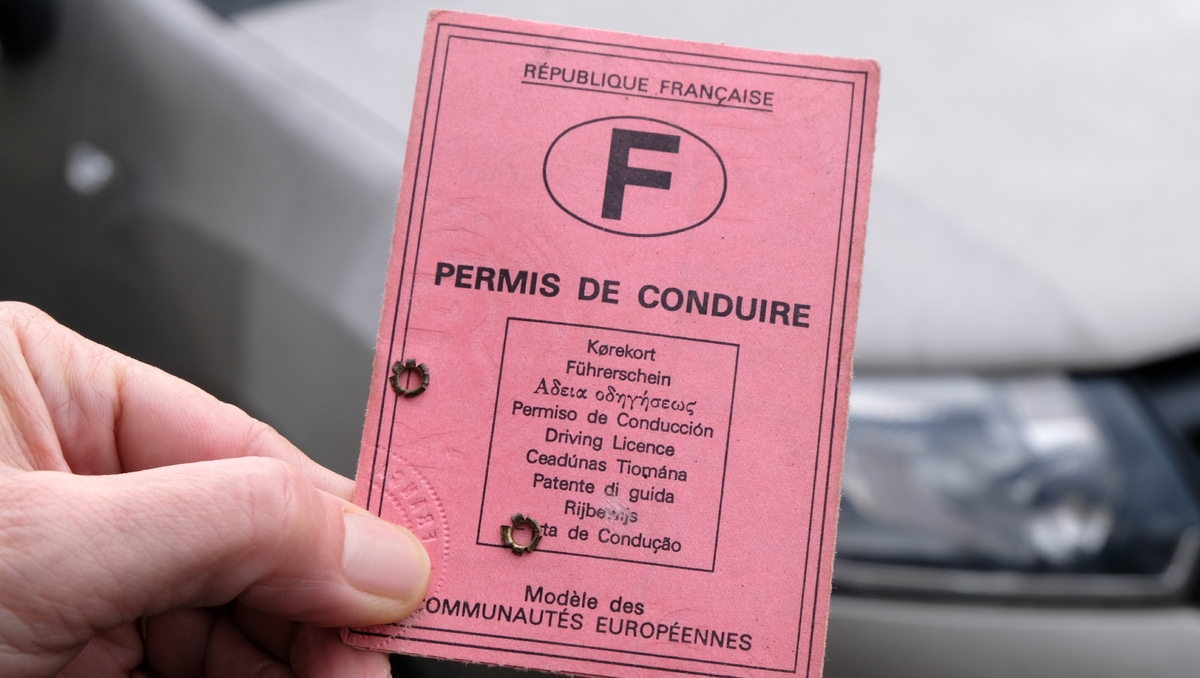 RÉPUBLIQUE FRANÇAISE
F
PERMIS DE CONDUIRE
Kørekort
Führerschein
Αδεια οδηγήσεως
Permiso de Conducción
Driving Licence
Ceadúnas Tiomána
Patente di guida
Rijbewijs
de Condução
Modèle des
COMMUNAUTÉS EUROPÉENNES